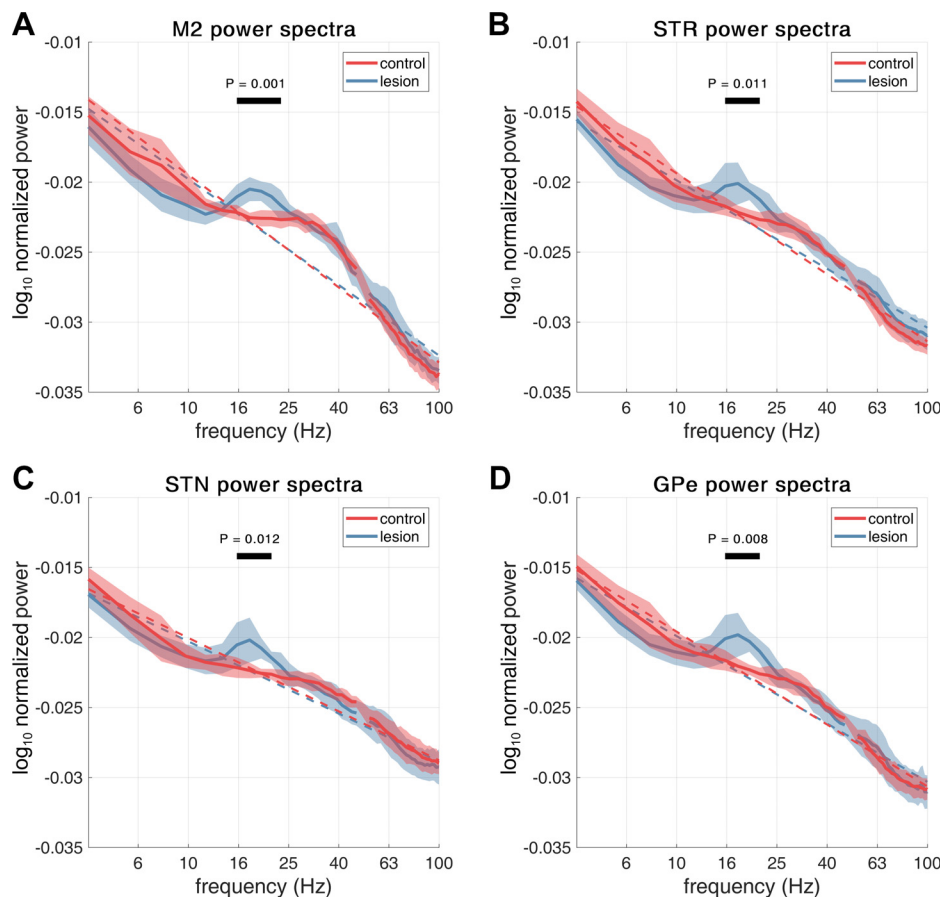 A
M2 power spectra
-0.01
-0.015
-0.02
-0.025
-0.03
-0.035
log10 normalized power
P = 0.001
control
lesion
6 10 16 25 40 63 100
frequency (Hz)
B
STR power spectra
-0.01
-0.015
-0.02
-0.025
-0.03
-0.035
log10 normalized power
P = 0.011
control
lesion
6 10 16 25 40 63 100
frequency (Hz)
C
STN power spectra
-0.01
-0.015
-0.02
-0.025
-0.03
-0.035
log10 normalized power
P = 0.012
control
lesion
6 10 16 25 40 63 100
frequency (Hz)
D
GPe power spectra
-0.01
-0.015
-0.02
-0.025
-0.03
-0.035
log10 normalized power
P = 0.008
control
lesion
6 10 16 25 40 63 100
frequency (Hz)